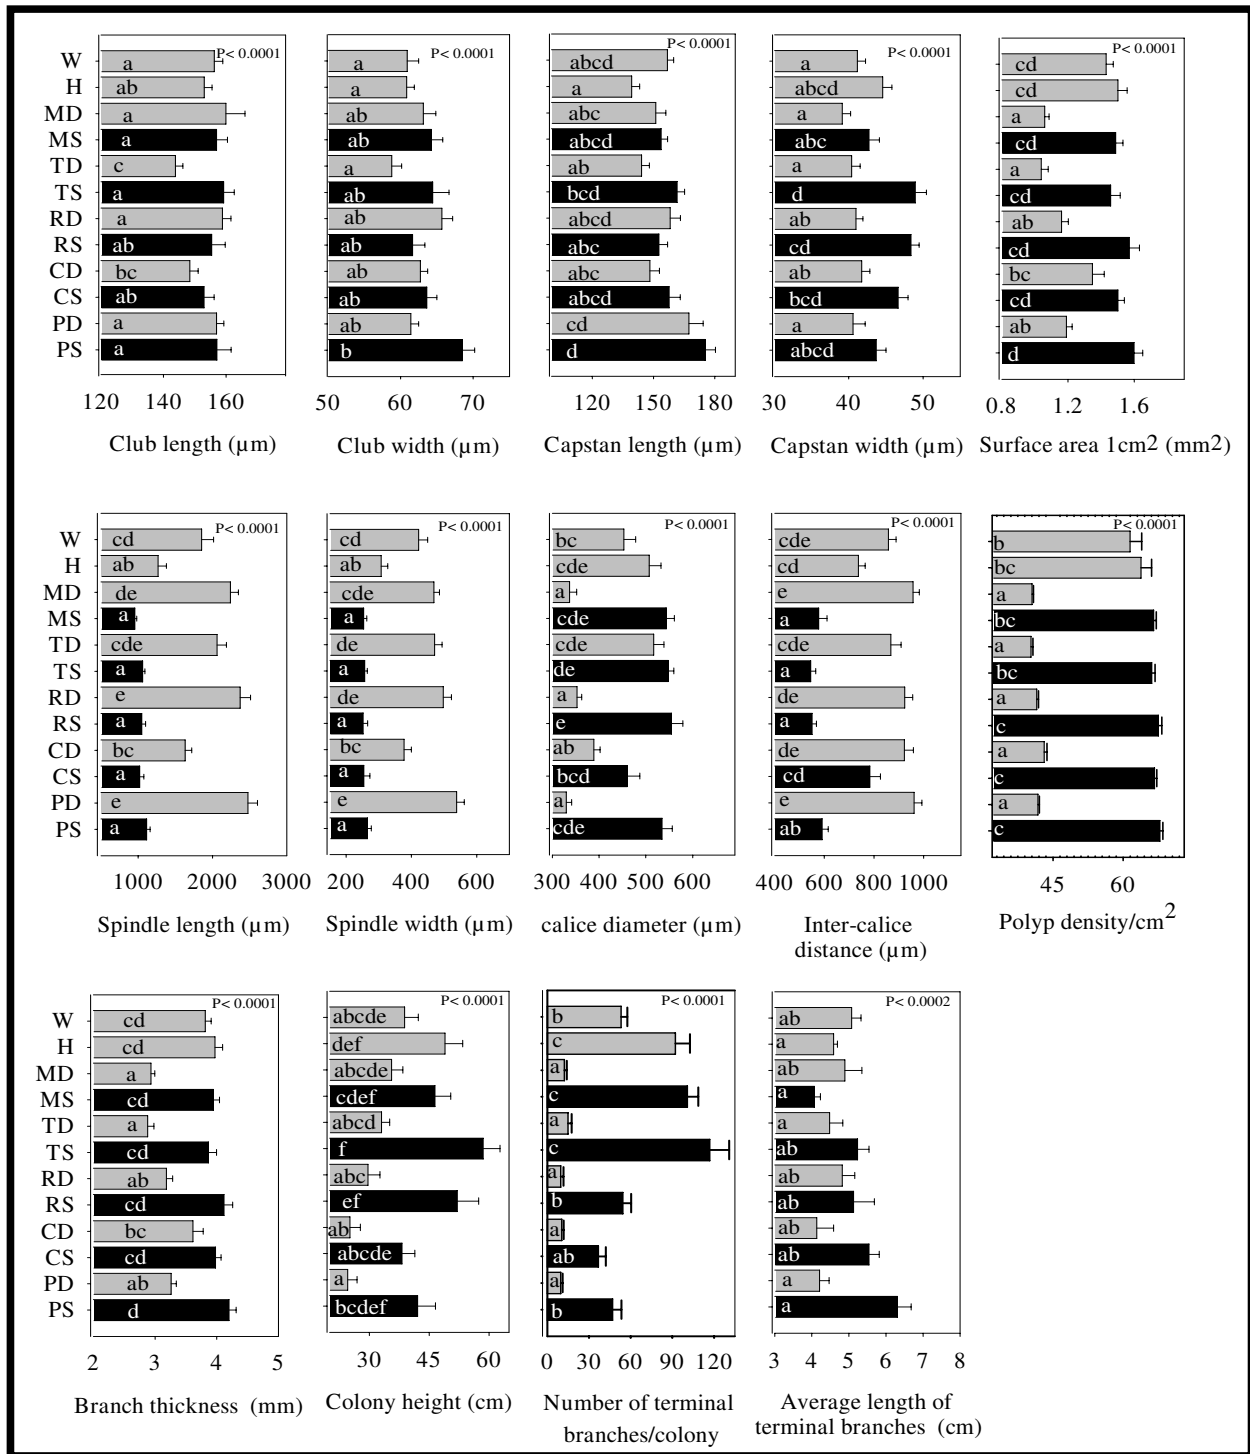 P< 0.0001 P< 0.0001 P< 0.0001 P< 0.0001 P< 0.0001
W a a abcd a cd
H ab a a abcd cd
MD a ab abc a a
MS a ab abcd abc cd
TD c a ab a a
TS a ab bcd d cd
RD a ab abcd ab ab
RS ab ab abc cd cd
CD bc ab abc ab bc
CS ab ab abcd bcd cd
PD a ab cd a ab
PS a b d abcd d
120 140 160 180 50 60 70 120 150 180 30 40 50 0.8 1.2 1.6
Club length (µm) Club width (µm) Capstan length (µm) Capstan width (µm) Surface area 1cm2 (mm2)
P< 0.0001 P< 0.0001 P< 0.0001 P< 0.0001 P< 0.0001
W cd cd bc cde b
H ab ab cde cd bc
MD de cde a e a
MS a a cde a bc
TD cde de cde cde a
TS a a de a bc
RD e de a de a
RS a a e a c
CD bc bc ab de a
CS a a bcd cd c
PD e e a e a
PS a a cde ab c
1000 2000 3000 200 400 600 300 400 500 600 400 600 800 1000 45 60
Spindle length (µm) Spindle width (µm) calice diameter (µm) Inter-calice Polyp density/cm2
distance (µm)
P< 0.0001 P< 0.0001 P< 0.0001 P< 0.0002
W cd abcde b ab
H cd def c a
MD a abcde a ab
MS cd cdef c a
TD a abcd a a
TS cd f c ab
RD ab abc a ab
RS cd ef b ab
CD bc ab a ab
CS cd abcde ab ab
PD ab a a a
PS d bcdef b a
2 3 4 5 30 45 60 0 30 60 90 120 3 4 5 6 7 8
Branch thickness (mm) Colony height (cm) Number of terminal Average length of
branches/colony terminal branches (cm)